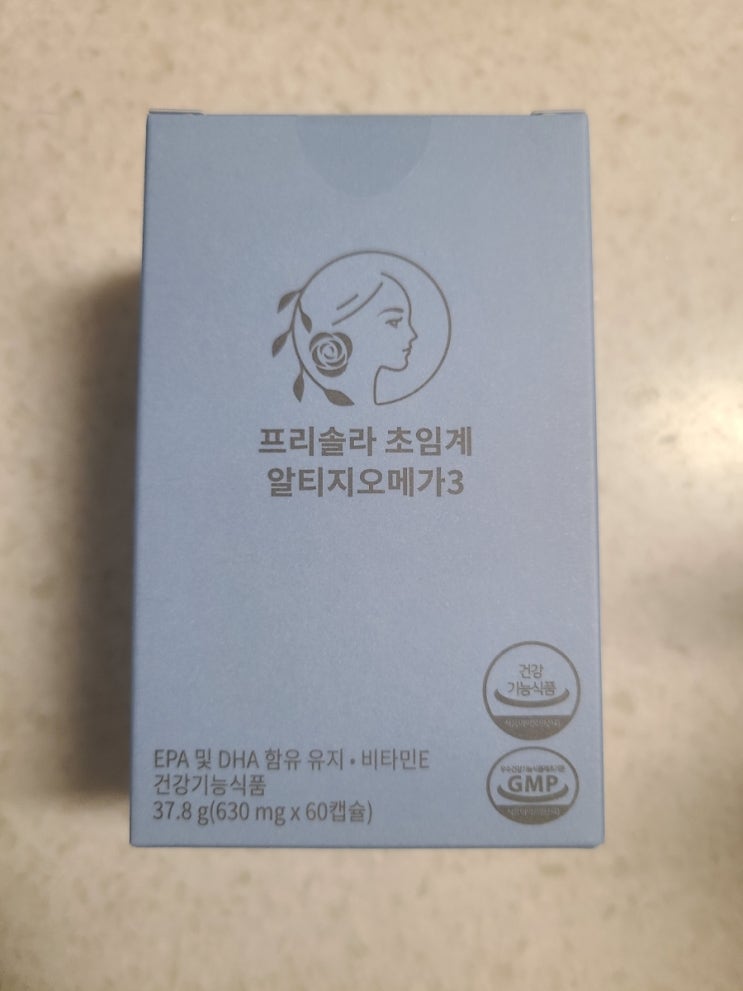 프리솔라 초임계
알티지오메가3
건강
기능식품
EPA 및 DHA 함유 유지 • 비타민E
건강기능식품
37.8 g(630 mg x 60캡슐)
GMP